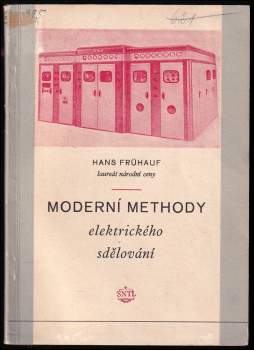 HANS FRÜHAUF
laureát národní ceny
MODERNÍ METHODY
elektrického
sdělování
SNTL